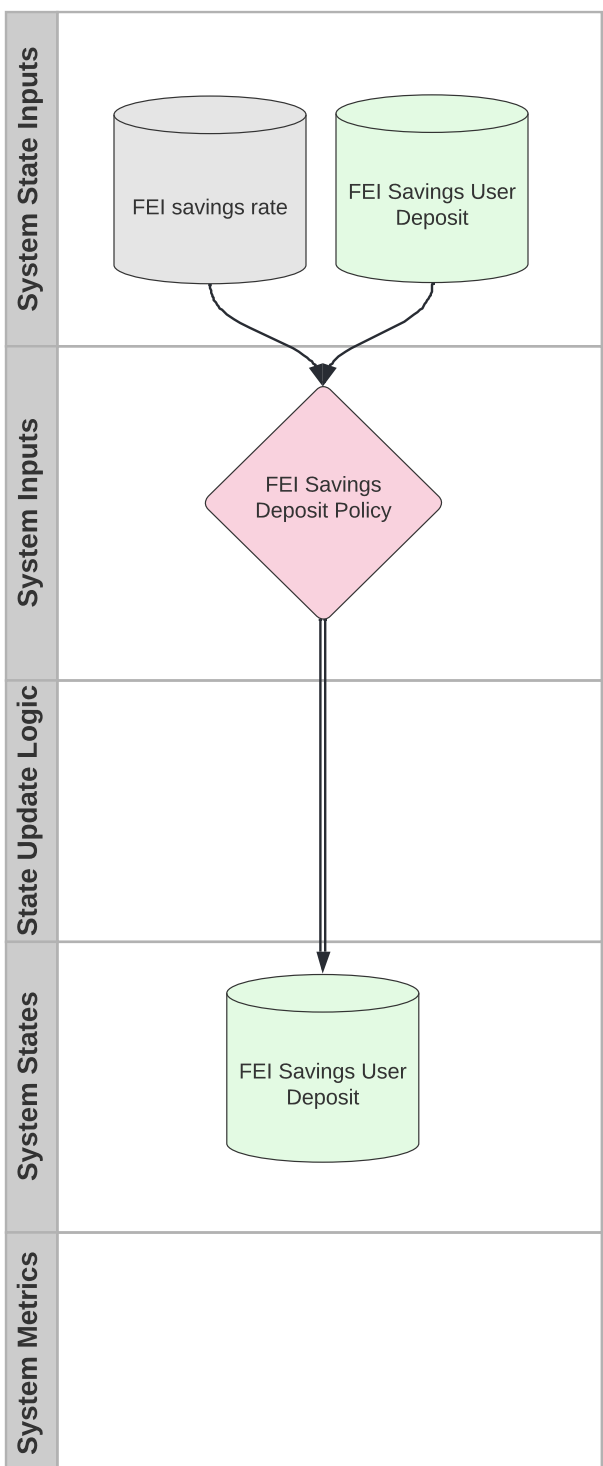 System State Inputs
FEI savings rate
FEI Savings User
Deposit
System Inputs
FEI Savings
Deposit Policy
State Update Logic
System States
FEI Savings User
Deposit
System Metrics